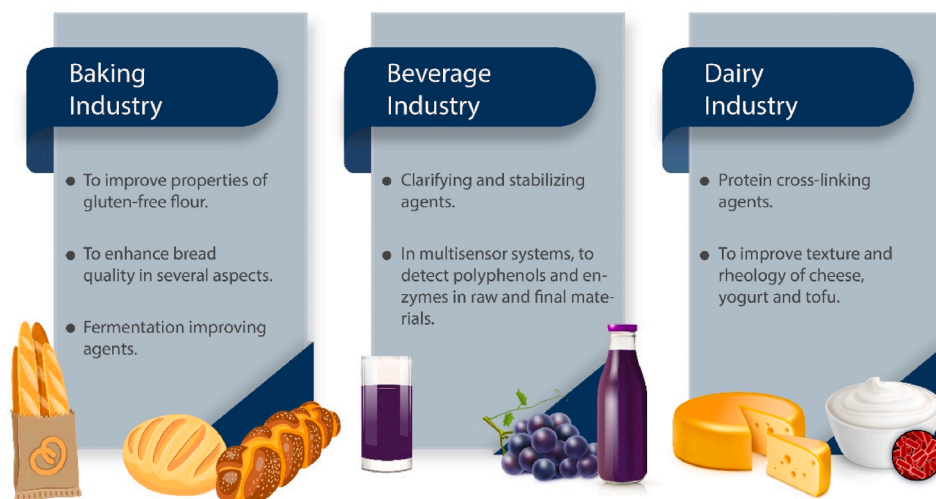 Baking
Industry
● To improve properties of
gluten-free flour.
● To enhance bread
quality in several aspects.
● Fermentation improving
agents.
Beverage
Industry
● Clarifying and stabilizing
agents.
● In multisensor systems, to
detect polyphenols and en-
zymes in raw and final mate-
rials.
Dairy
Industry
● Protein cross-linking
agents.
● To improve texture and
rheology of cheese,
yogurt and tofu.